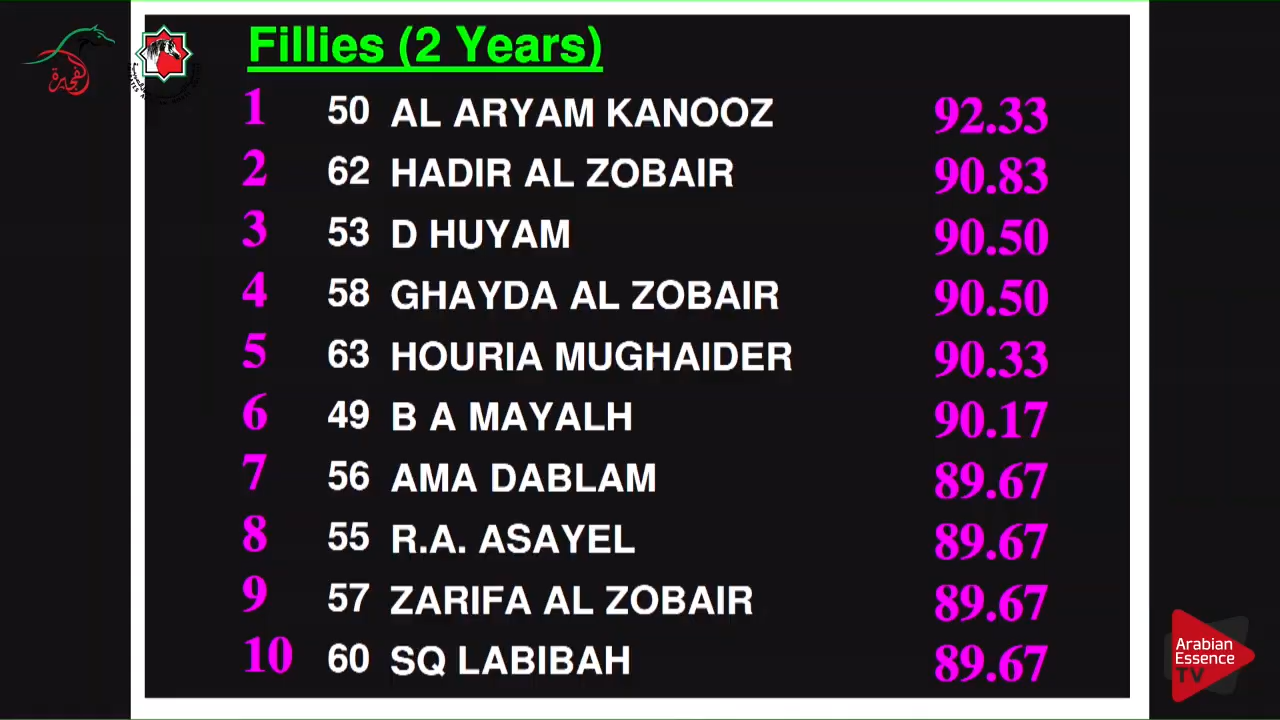 الفجيرة
Fillies (2 Years)
1 50 AL ARYAM KANOOZ 92.33
2 62 HADIR AL ZOBAIR 90.83
3 53 D HUYAM 90.50
4 58 GHAYDA AL ZOBAIR 90.50
5 63 HOURIA MUGHAIDER 90.33
6 49 B A MAYALH 90.17
7 56 AMA DABLAM 89.67
8 55 R.A. ASAYEL 89.67
9 57 ZARIFA AL ZOBAIR 89.67
10 60 SQ LABIBAH 89.67
Arabian
Essence
TV